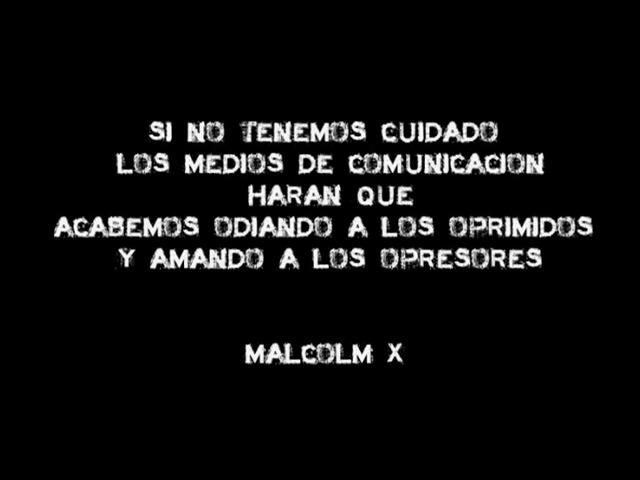 SI NO TENEMOS CUIDADO
LOS MEDIOS DE COMUNICACION
HARAN QUE
ACABEMOS ODIANDO A LOS OPRIMIDOS
Y AMANDO A LOS OPRESORES
MALCOLM X